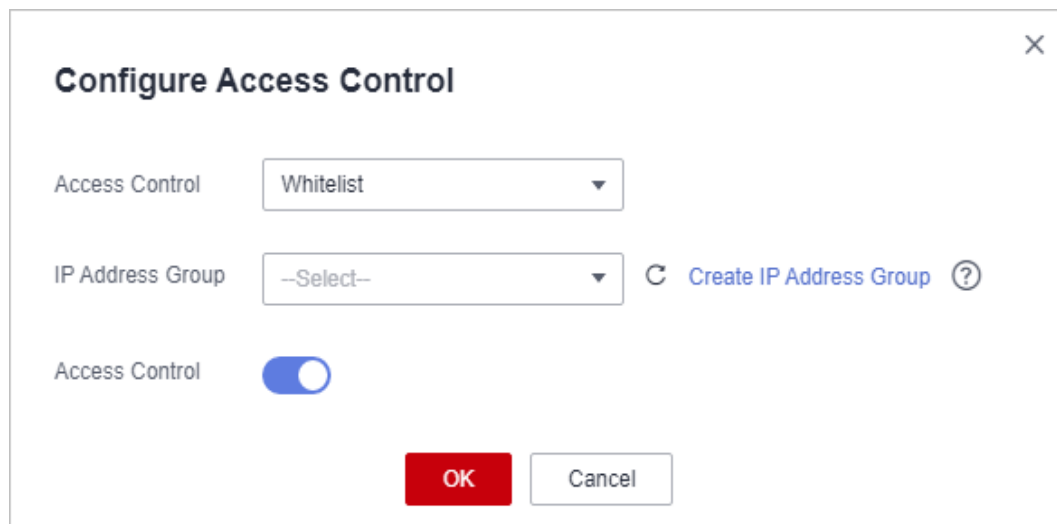 Configure Access Control
Access Control Whitelist
IP Address Group --Select-- Create IP Address Group ?
Access Control
OK Cancel